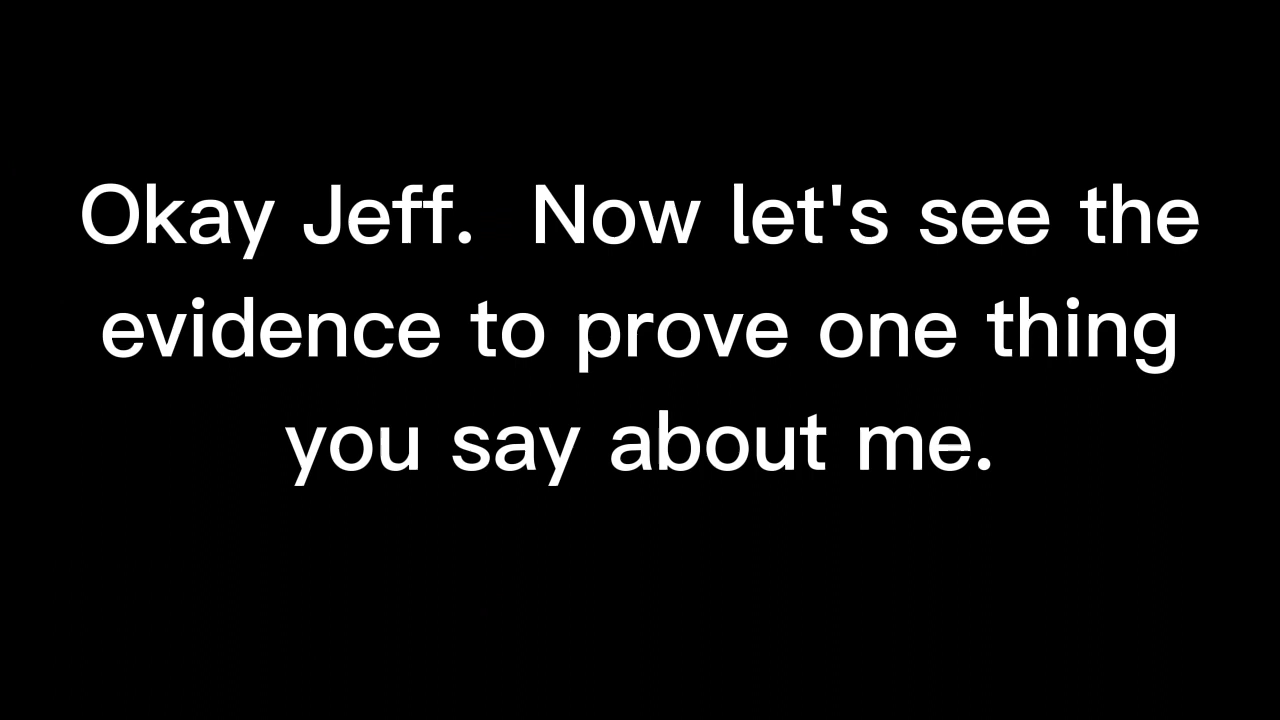 Okay Jeff.  Now let's see the
evidence to prove one thing
you say about me.